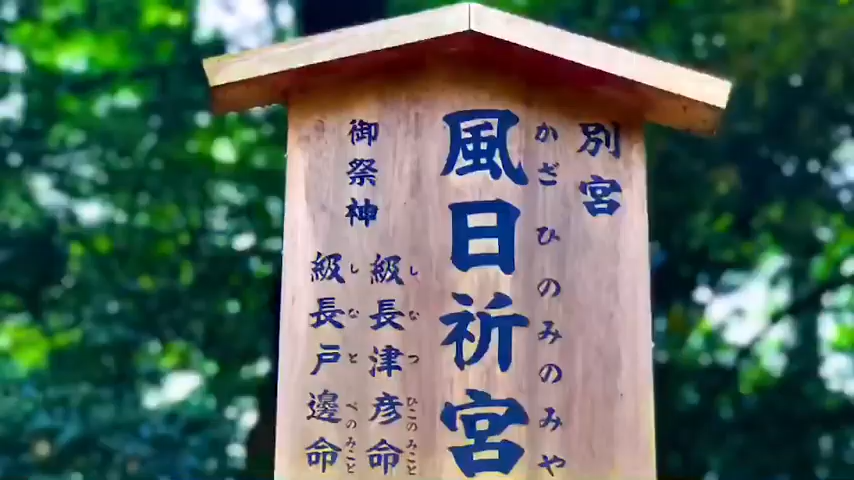 別宮
かざひのみのみや
風日祈宮
御祭神
しなつひこのみこと
級長津彦命
しなとべのみこと
級長戸邊命